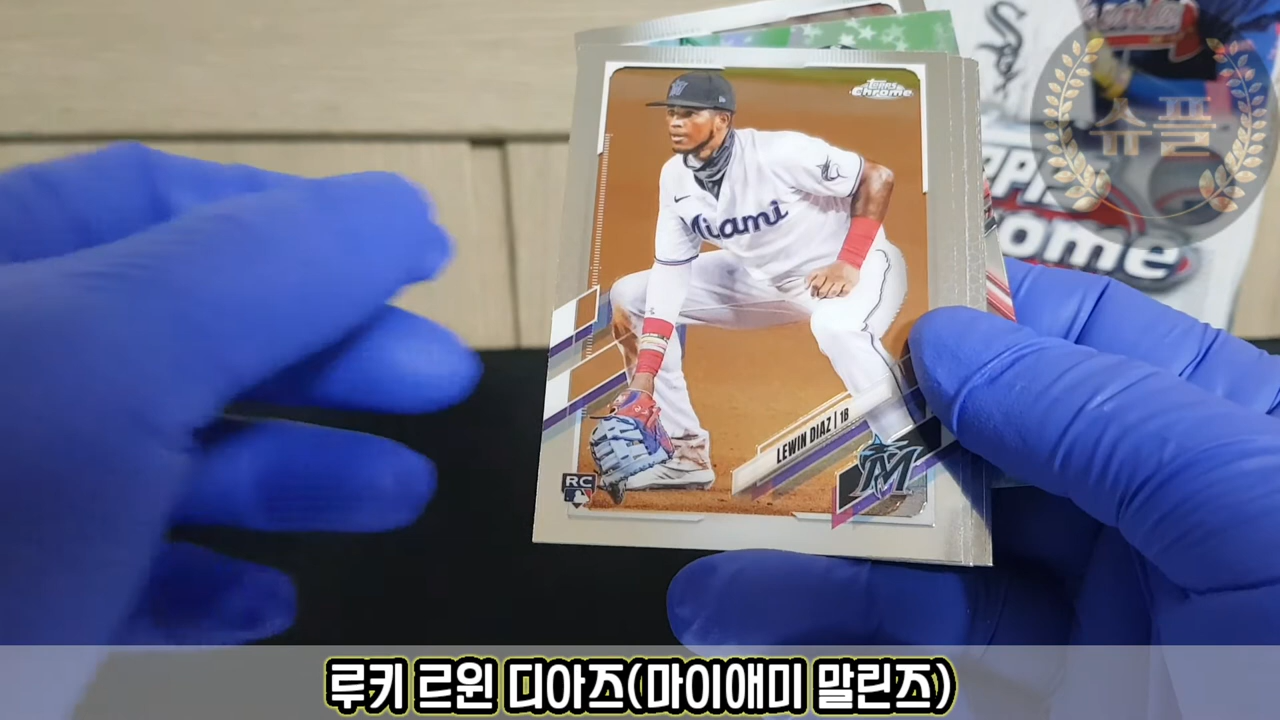 Topps
Chrome
슈플
ome
Miami
LEWIN DIAZ | 1B
M
RC
루키 르윈 디아즈(마이애미 말린즈)